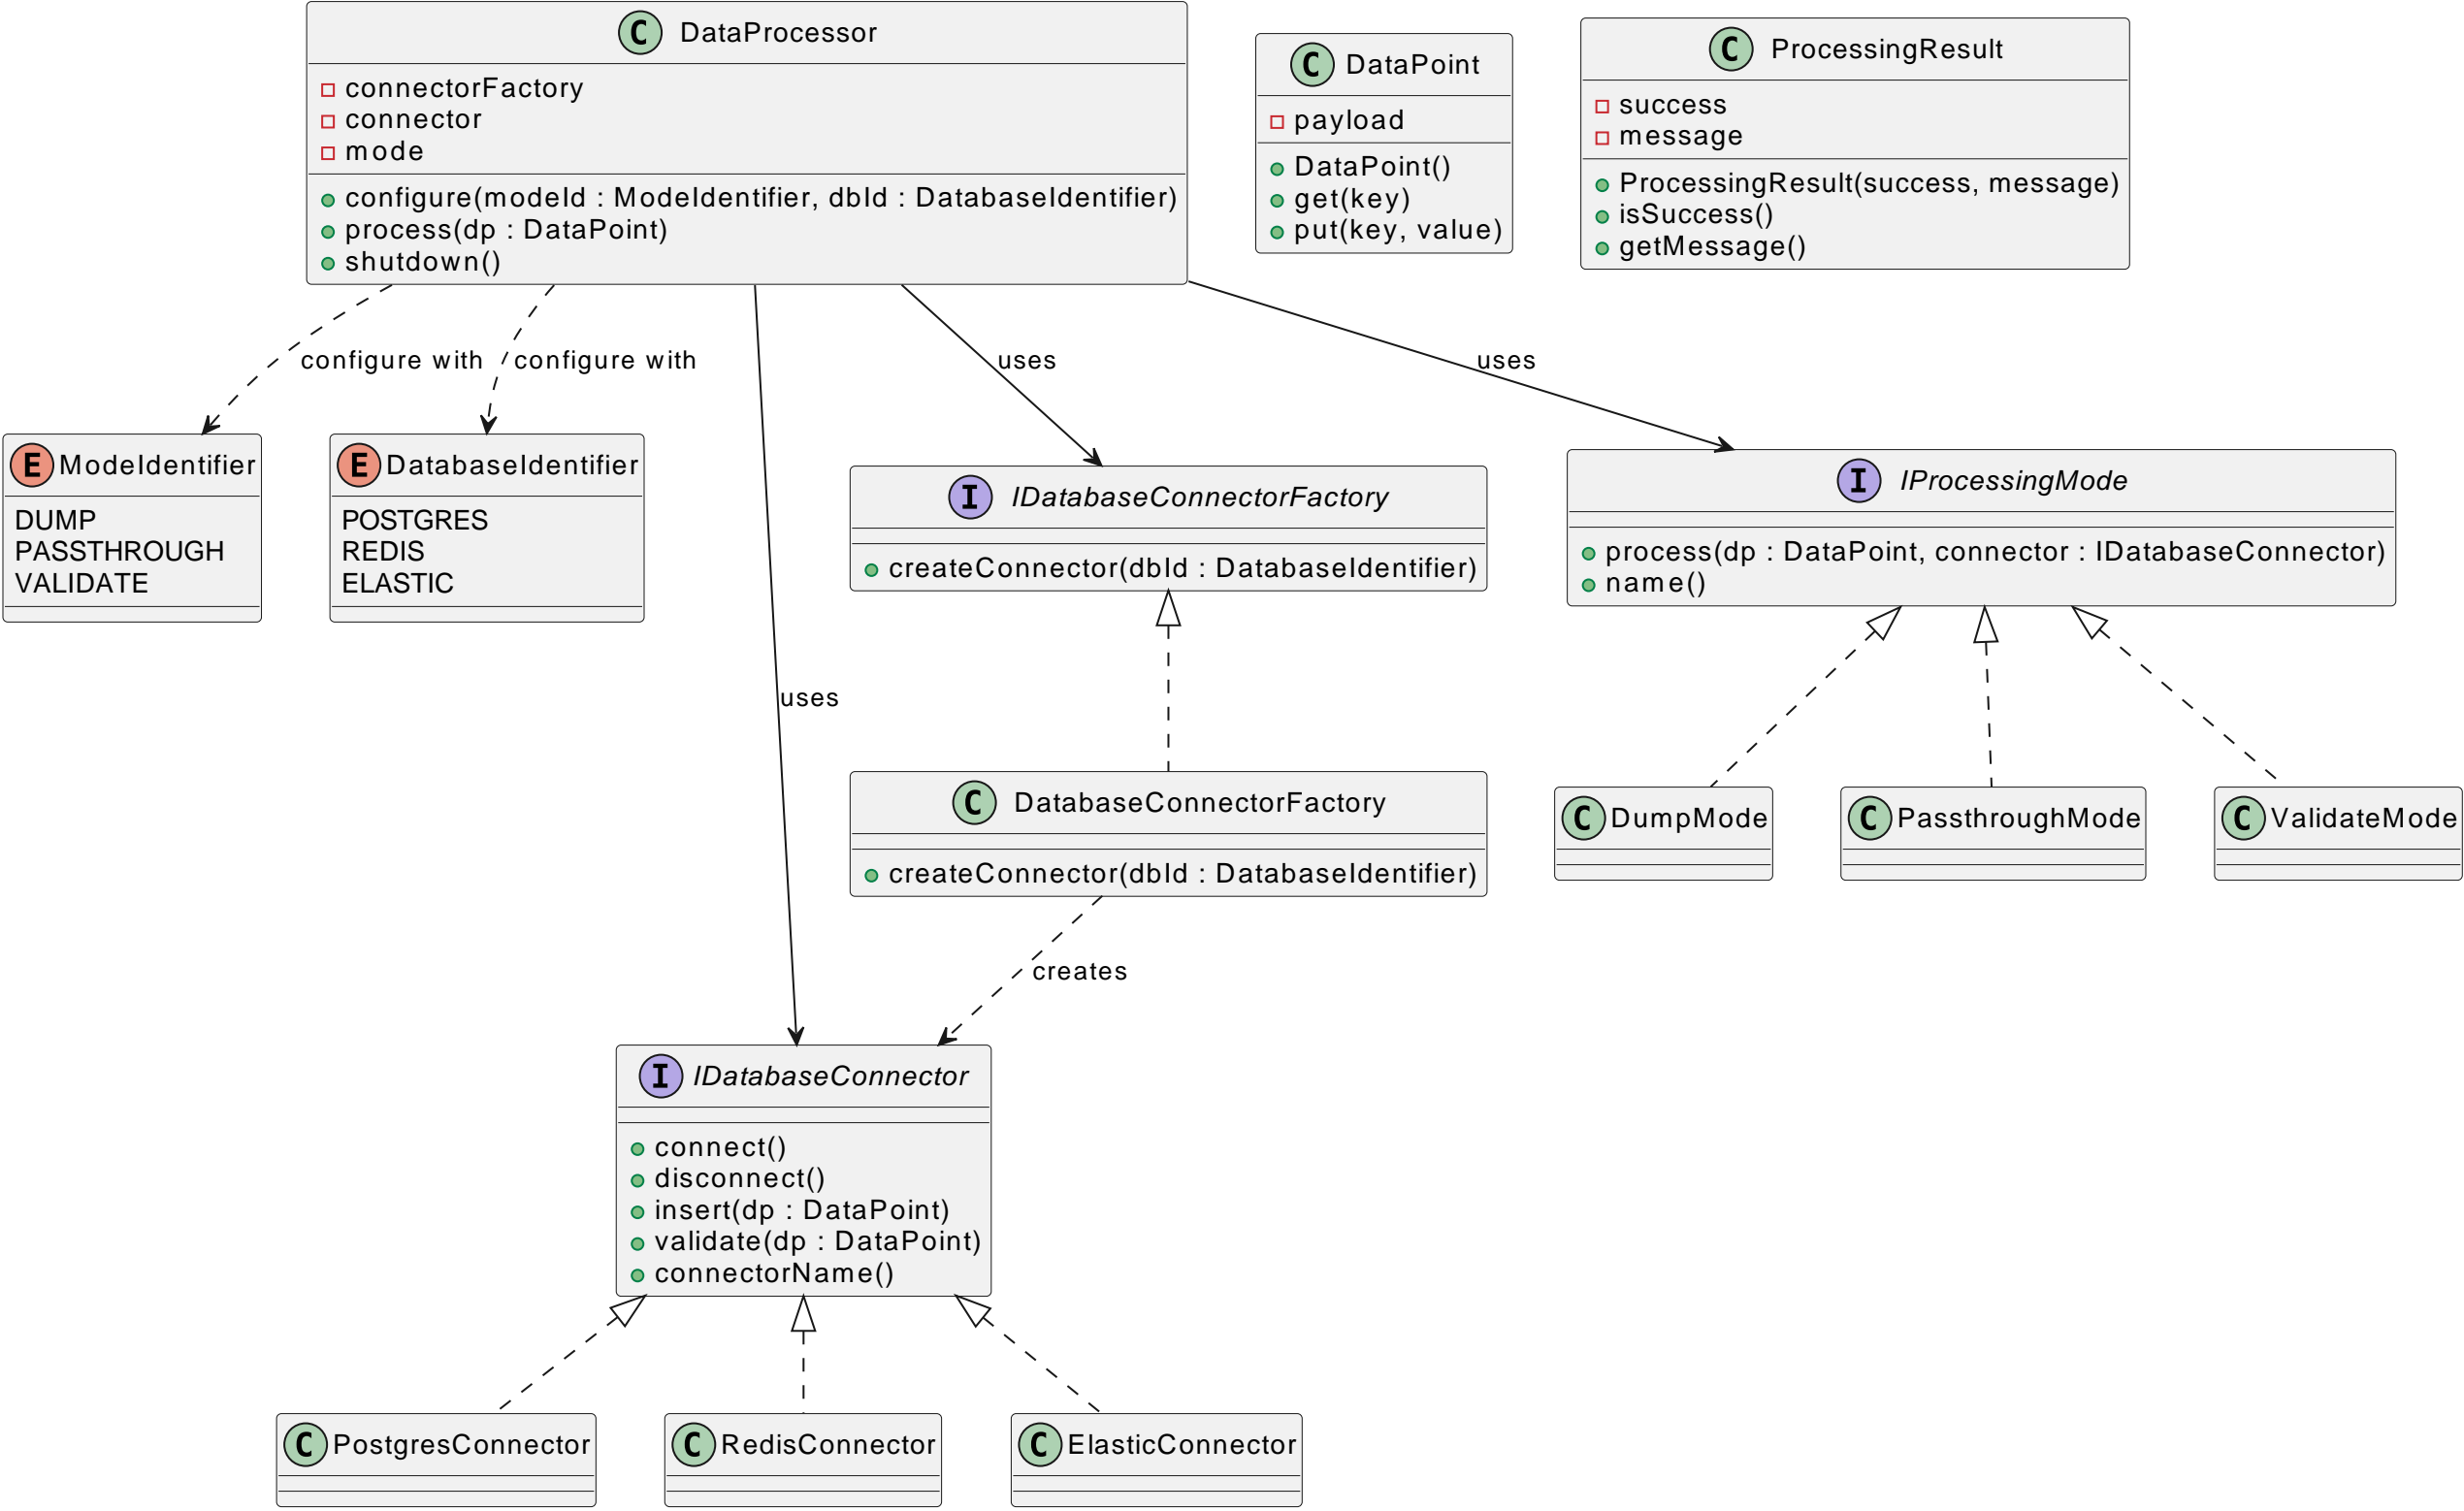 C DataProcessor
connectorFactory
connector
mode
configure(modeId : ModeIdentifier, dbId : DatabaseIdentifier)
process(dp : DataPoint)
shutdown()
C DataPoint
payload
DataPoint()
get(key)
put(key, value)
C ProcessingResult
success
message
ProcessingResult(success, message)
isSuccess()
getMessage()
configure with
configure with
uses
uses
E ModeIdentifier
DUMP
PASSTHROUGH
VALIDATE
E DatabaseIdentifier
POSTGRES
REDIS
ELASTIC
I IDatabaseConnectorFactory
createConnector(dbId : DatabaseIdentifier)
I IProcessingMode
process(dp : DataPoint, connector : IDatabaseConnector)
name()
uses
C DatabaseConnectorFactory
createConnector(dbId : DatabaseIdentifier)
C DumpMode
C PassthroughMode
C ValidateMode
creates
I IDatabaseConnector
connect()
disconnect()
insert(dp : DataPoint)
validate(dp : DataPoint)
connectorName()
C PostgresConnector
C RedisConnector
C ElasticConnector